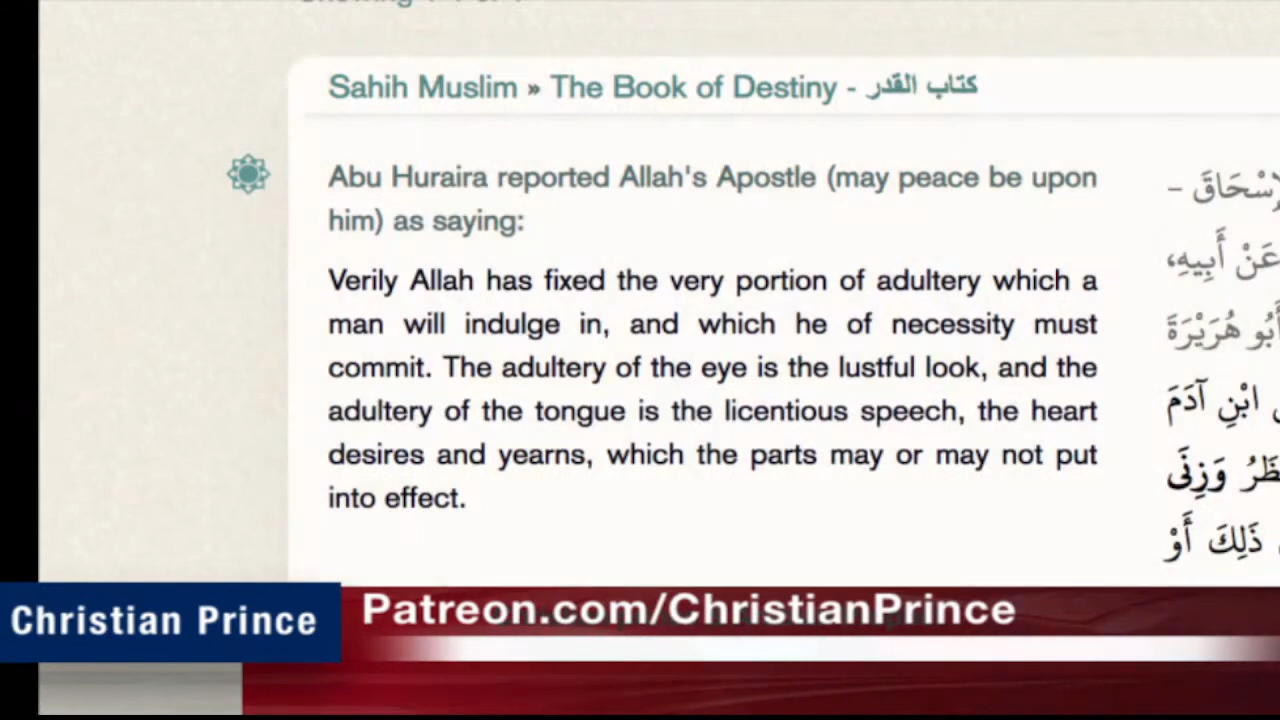 Sahih Muslim » The Book of Destiny - كتاب القدر
Abu Huraira reported Allah's Apostle (may peace be upon
him) as saying:
Verily Allah has fixed the very portion of adultery which a
man will indulge in, and which he of necessity must
commit. The adultery of the eye is the lustful look, and the
adultery of the tongue is the licentious speech, the heart
desires and yearns, which the parts may or may not put
into effect.
إِسْحَاقَ -
عَنْ أَبِيهِ،
أَبُو هُرَيْرَةَ
ابْنِ آدَمَ
وَزِنَى
ذَلِكَ أَوْ
Christian Prince
Patreon.com/ChristianPrince